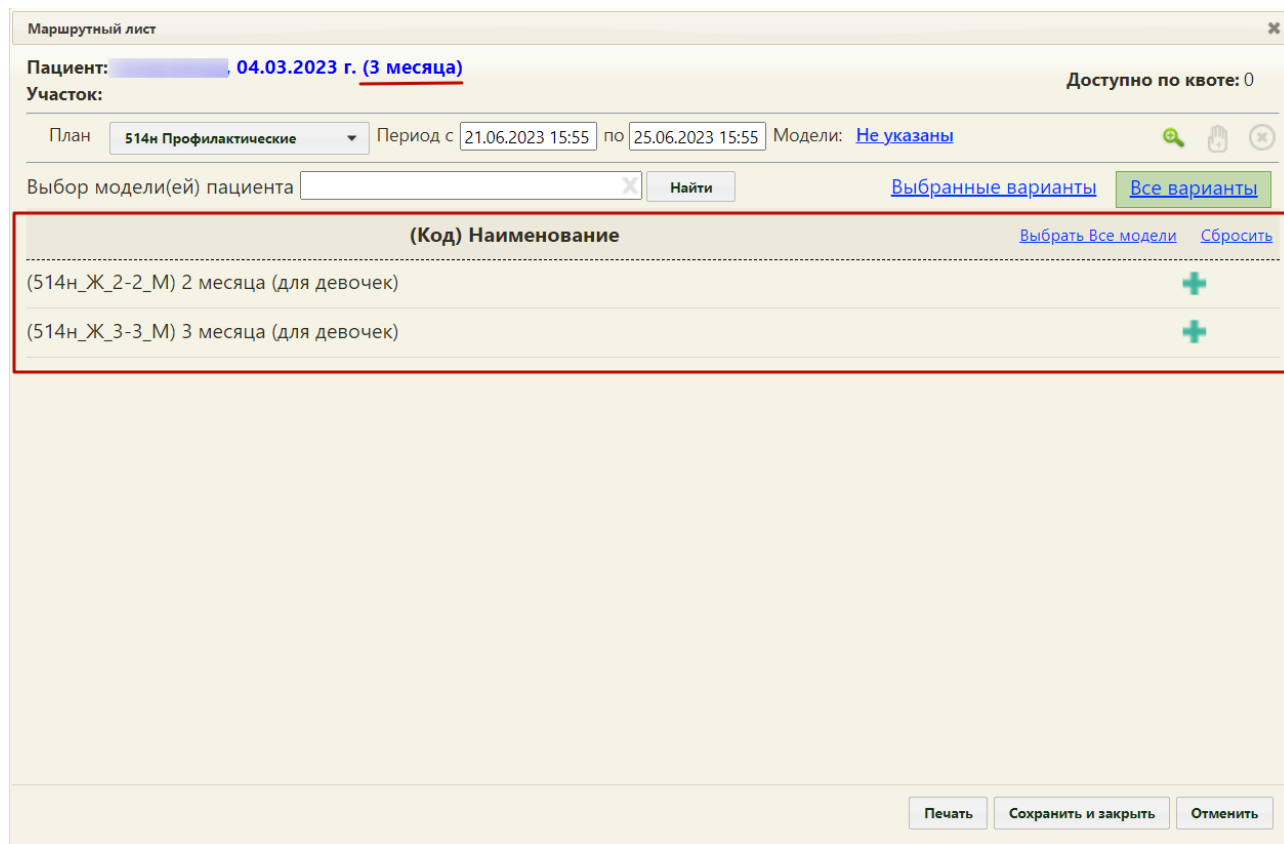 Маршрутный лист
Пациент: , 04.03.2023 г. (3 месяца)
Участок:
Доступно по квоте: 0
План 514н Профилактические Период с 21.06.2023 15:55 по 25.06.2023 15:55 Модели: Не указаны
Выбор модели(ей) пациента Найти Выбранные варианты Все варианты
(Код) Наименование Выбрать Все модели Сбросить
(514н_Ж_2-2_М) 2 месяца (для девочек)
(514н_Ж_3-3_М) 3 месяца (для девочек)
Печать Сохранить и закрыть Отменить